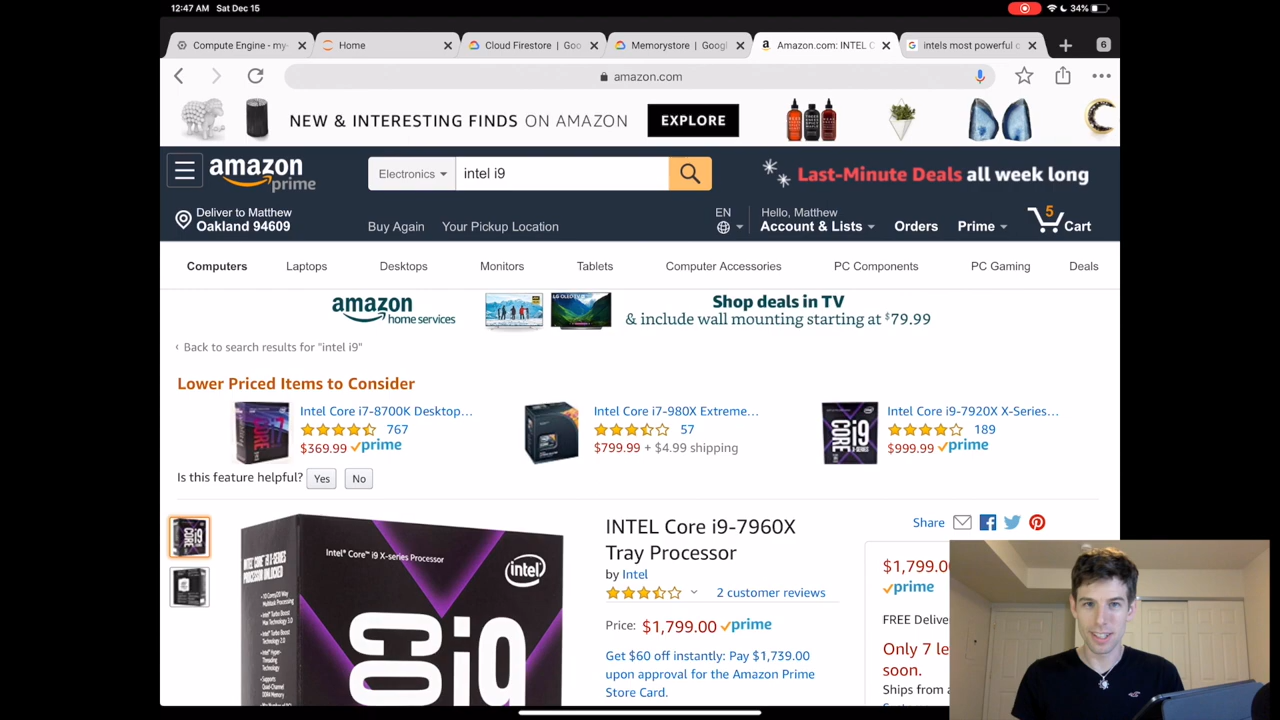 12:47 AM Sat Dec 15
34%
Compute Engine - my-
Home
Cloud Firestore | Goo
Memorystore | Googl
Amazon.com: INTEL C
intels most powerful c
6
amazon.com
NEW & INTERESTING FINDS ON AMAZON
EXPLORE
amazon prime
Electronics
intel i9
Last-Minute Deals all week long
Deliver to Matthew
Oakland 94609
Buy Again
Your Pickup Location
EN
Hello, Matthew
Account & Lists
Orders
Prime
5
Cart
Computers
Laptops
Desktops
Monitors
Tablets
Computer Accessories
PC Components
PC Gaming
Deals
amazon
home services
Shop deals in TV
& include wall mounting starting at $79.99
‹ Back to search results for "intel i9"
Lower Priced Items to Consider
Intel Core i7-8700K Desktop...
767
$369.99 prime
Intel Core i7-980X Extreme...
57
$799.99 + $4.99 shipping
Intel Core i9-7920X X-Series...
189
$999.99 prime
Is this feature helpful?
Yes
No
Intel® Core™ i9 X-series Processor
intel
CORE i9
INTEL Core i9-7960X
Tray Processor
by Intel
2 customer reviews
Price: $1,799.00 prime
Get $60 off instantly: Pay $1,739.00
upon approval for the Amazon Prime
Store Card.
Share
$1,799.0
prime
FREE Delive
Only 7 le
soon.
Ships from a